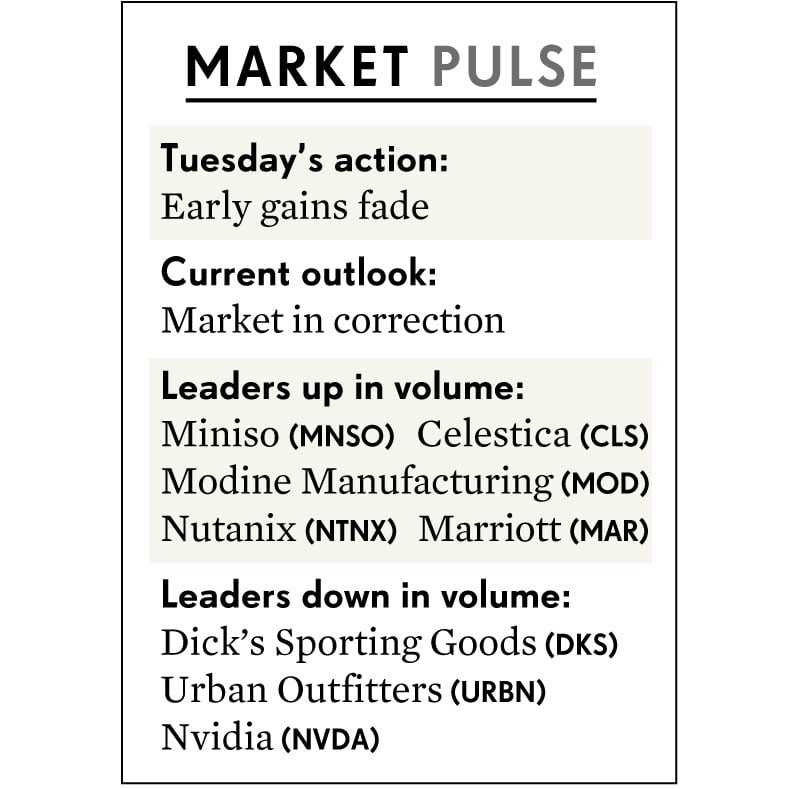 MARKET PULSE
Tuesday’s action:
Early gains fade
Current outlook:
Market in correction
Leaders up in volume:
Miniso (MNSO) Celestica (CLS)
Modine Manufacturing (MOD)
Nutanix (NTNX) Marriott (MAR)
Leaders down in volume:
Dick’s Sporting Goods (DKS)
Urban Outfitters (URBN)
Nvidia (NVDA)